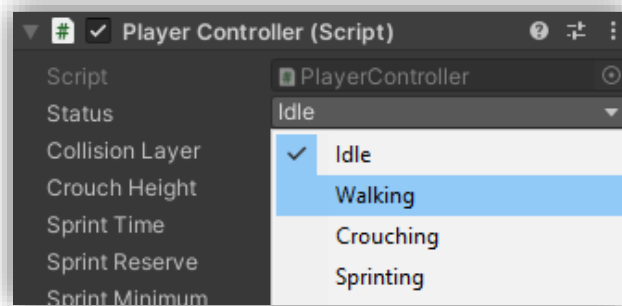 Player Controller (Script)
Script PlayerController
Status Idle
Collision Layer Idle
Crouch Height Walking
Sprint Time Crouching
Sprint Reserve Sprinting
Sprint Minimum